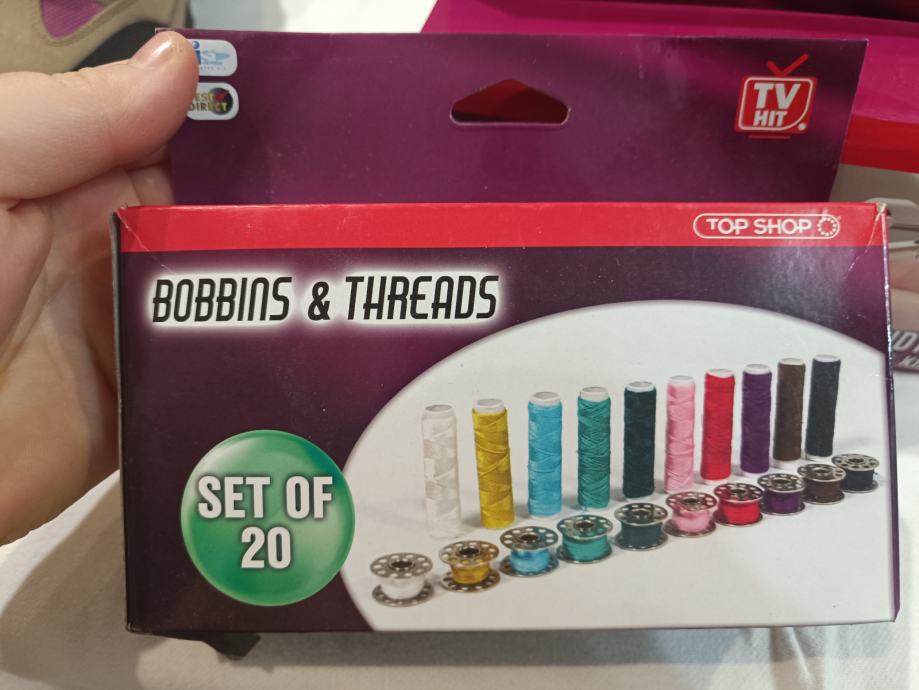 TV
HIT
TOP SHOP
BOBBINS & THREADS
SET OF
20